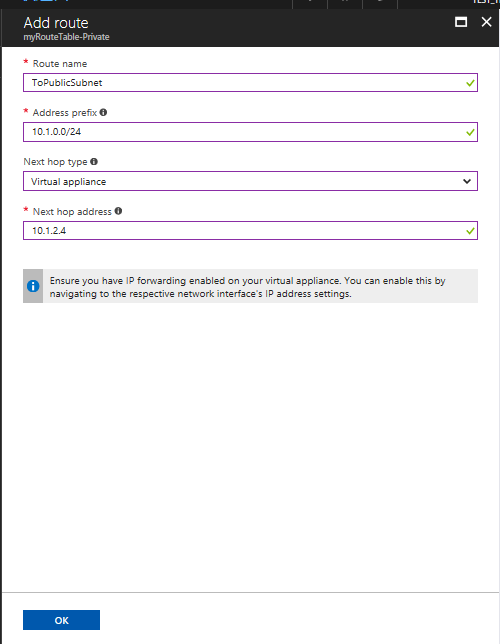 Add route
myRouteTable-Private
* Route name
ToPublicSubnet
* Address prefix
10.1.0.0/24
Next hop type
Virtual appliance
* Next hop address
10.1.2.4
Ensure you have IP forwarding enabled on your virtual appliance. You can enable this by
navigating to the respective network interface's IP address settings.
OK